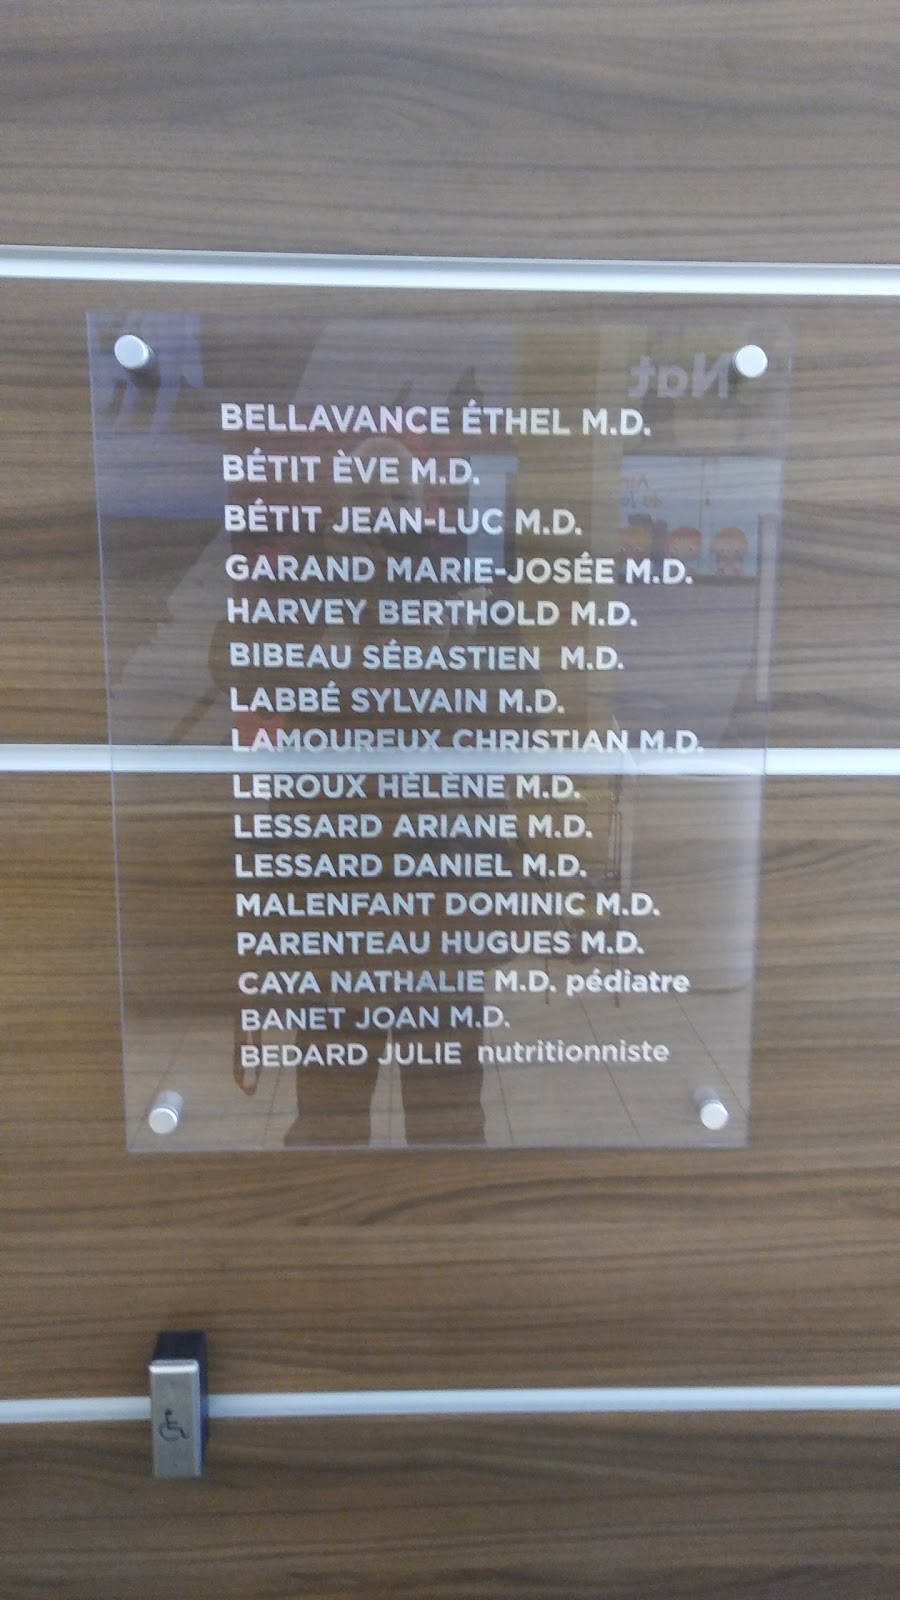 Nat
BELLAVANCE ÉTHEL M.D.
BÉTIT ÈVE M.D.
BÉTIT JEAN-LUC M.D.
GARAND MARIE-JOSÉE M.D.
HARVEY BERTHOLD M.D.
BIBEAU SÉBASTIEN M.D.
LABBÉ SYLVAIN M.D.
LAMOUREUX CHRISTIAN M.D.
LEROUX HÉLÈNE M.D.
LESSARD ARIANE M.D.
LESSARD DANIEL M.D.
MALENFANT DOMINIC M.D.
PARENTEAU HUGUES M.D.
CAYA NATHALIE M.D. pédiatre
BANET JOAN M.D.
BEDARD JULIE nutritionniste